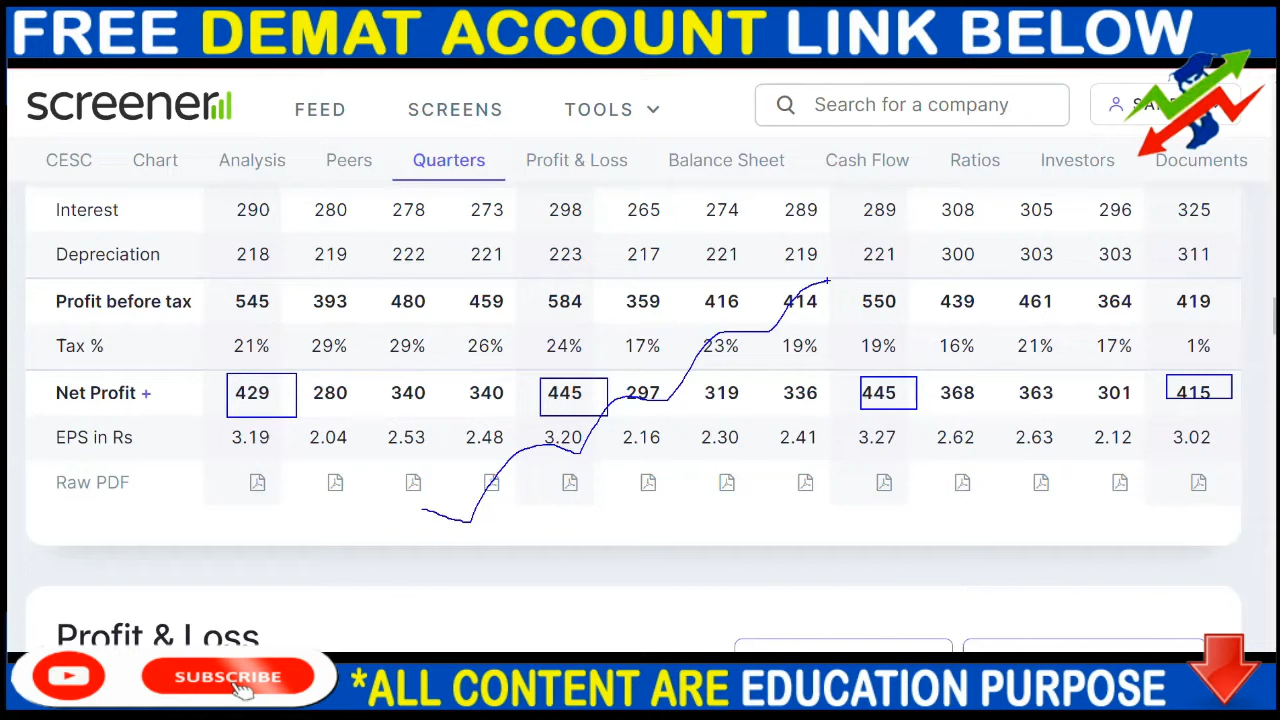 FREE DEMAT ACCOUNT LINK BELOW
screener FEED SCREENS TOOLS Search for a company
CESC Chart Analysis Peers Quarters Profit & Loss Balance Sheet Cash Flow Ratios Investors Documents
Interest 290 280 278 273 298 265 274 289 289 308 305 296 325
Depreciation 218 219 222 221 223 217 221 219 221 300 303 303 311
Profit before tax 545 393 480 459 584 359 416 414 550 439 461 364 419
Tax % 21% 29% 29% 26% 24% 17% 23% 19% 19% 16% 21% 17% 1%
Net Profit + 429 280 340 340 445 297 319 336 445 368 363 301 415
EPS in Rs 3.19 2.04 2.53 2.48 3.20 2.16 2.30 2.41 3.27 2.62 2.63 2.12 3.02
Raw PDF
Profit & Loss
SUBSCRIBE
*ALL CONTENT ARE EDUCATION PURPOSE